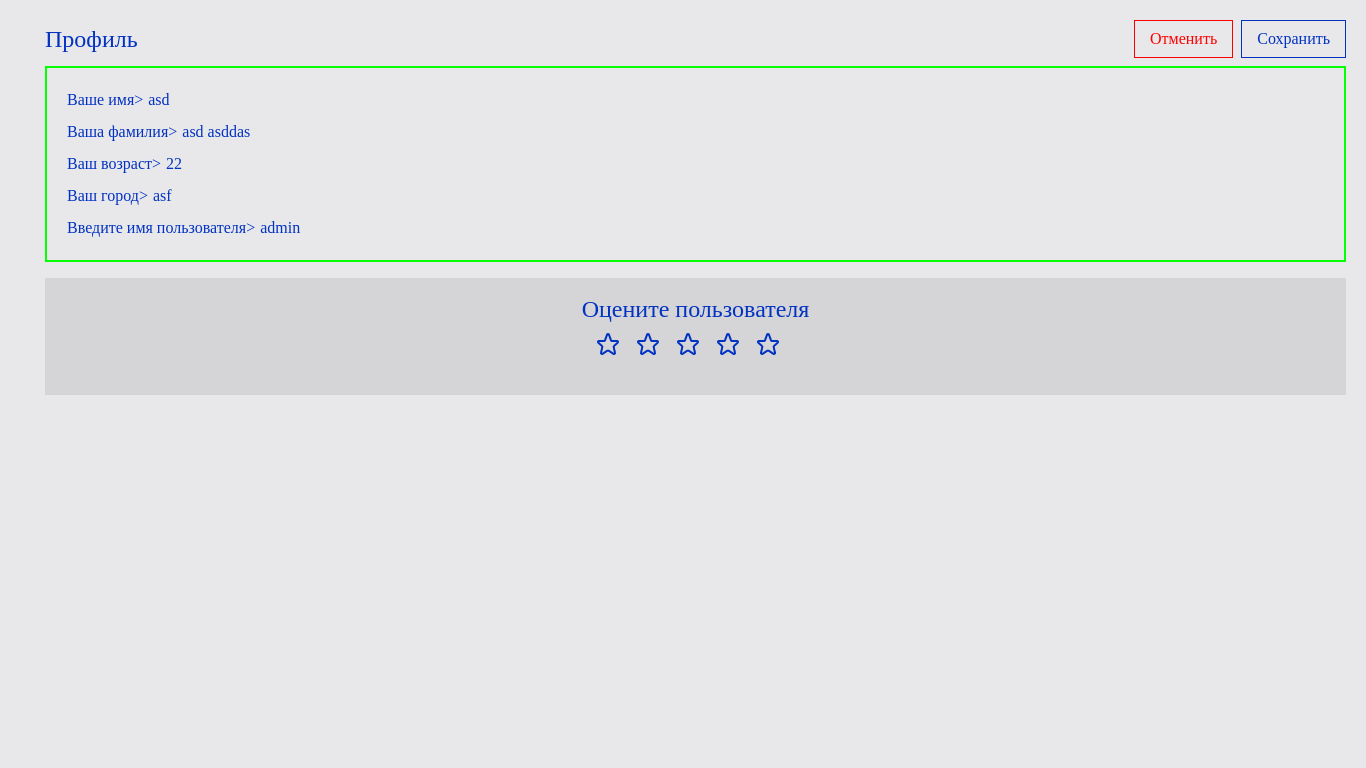 Профиль
Отменить
Сохранить
Ваше имя> asd
Ваша фамилия> asd asddas
Ваш возраст> 22
Ваш город> asf
Введите имя пользователя> admin
Оцените пользователя